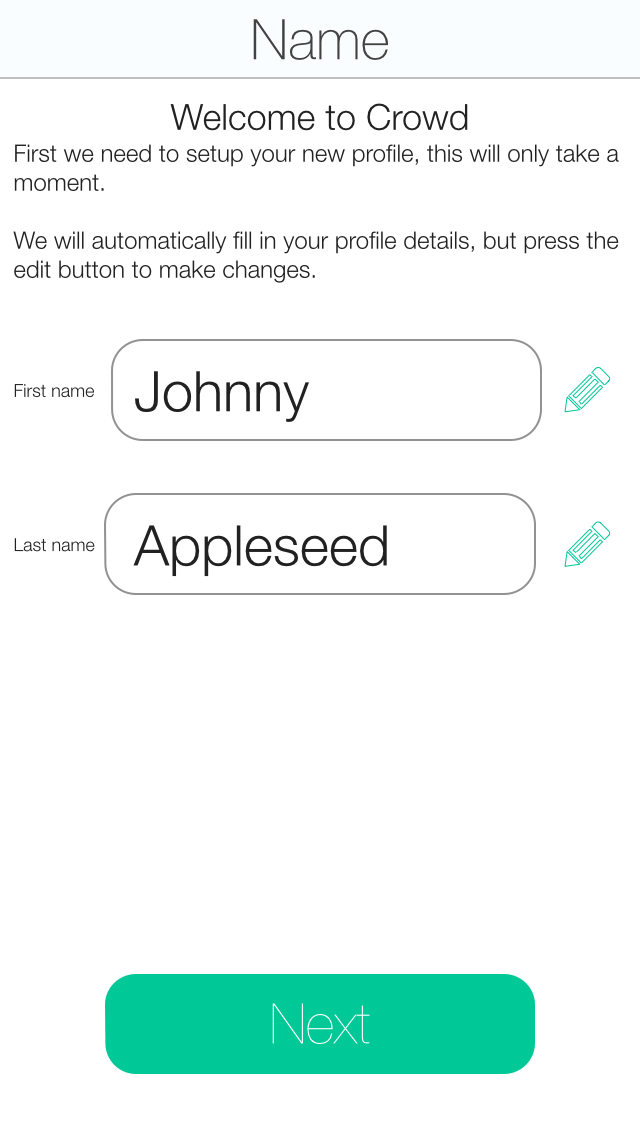 Name
Welcome to Crowd
First we need to setup your new profile, this will only take a
moment.
We will automatically fill in your profile details, but press the
edit button to make changes.
First name Johnny
Last name Appleseed
Next